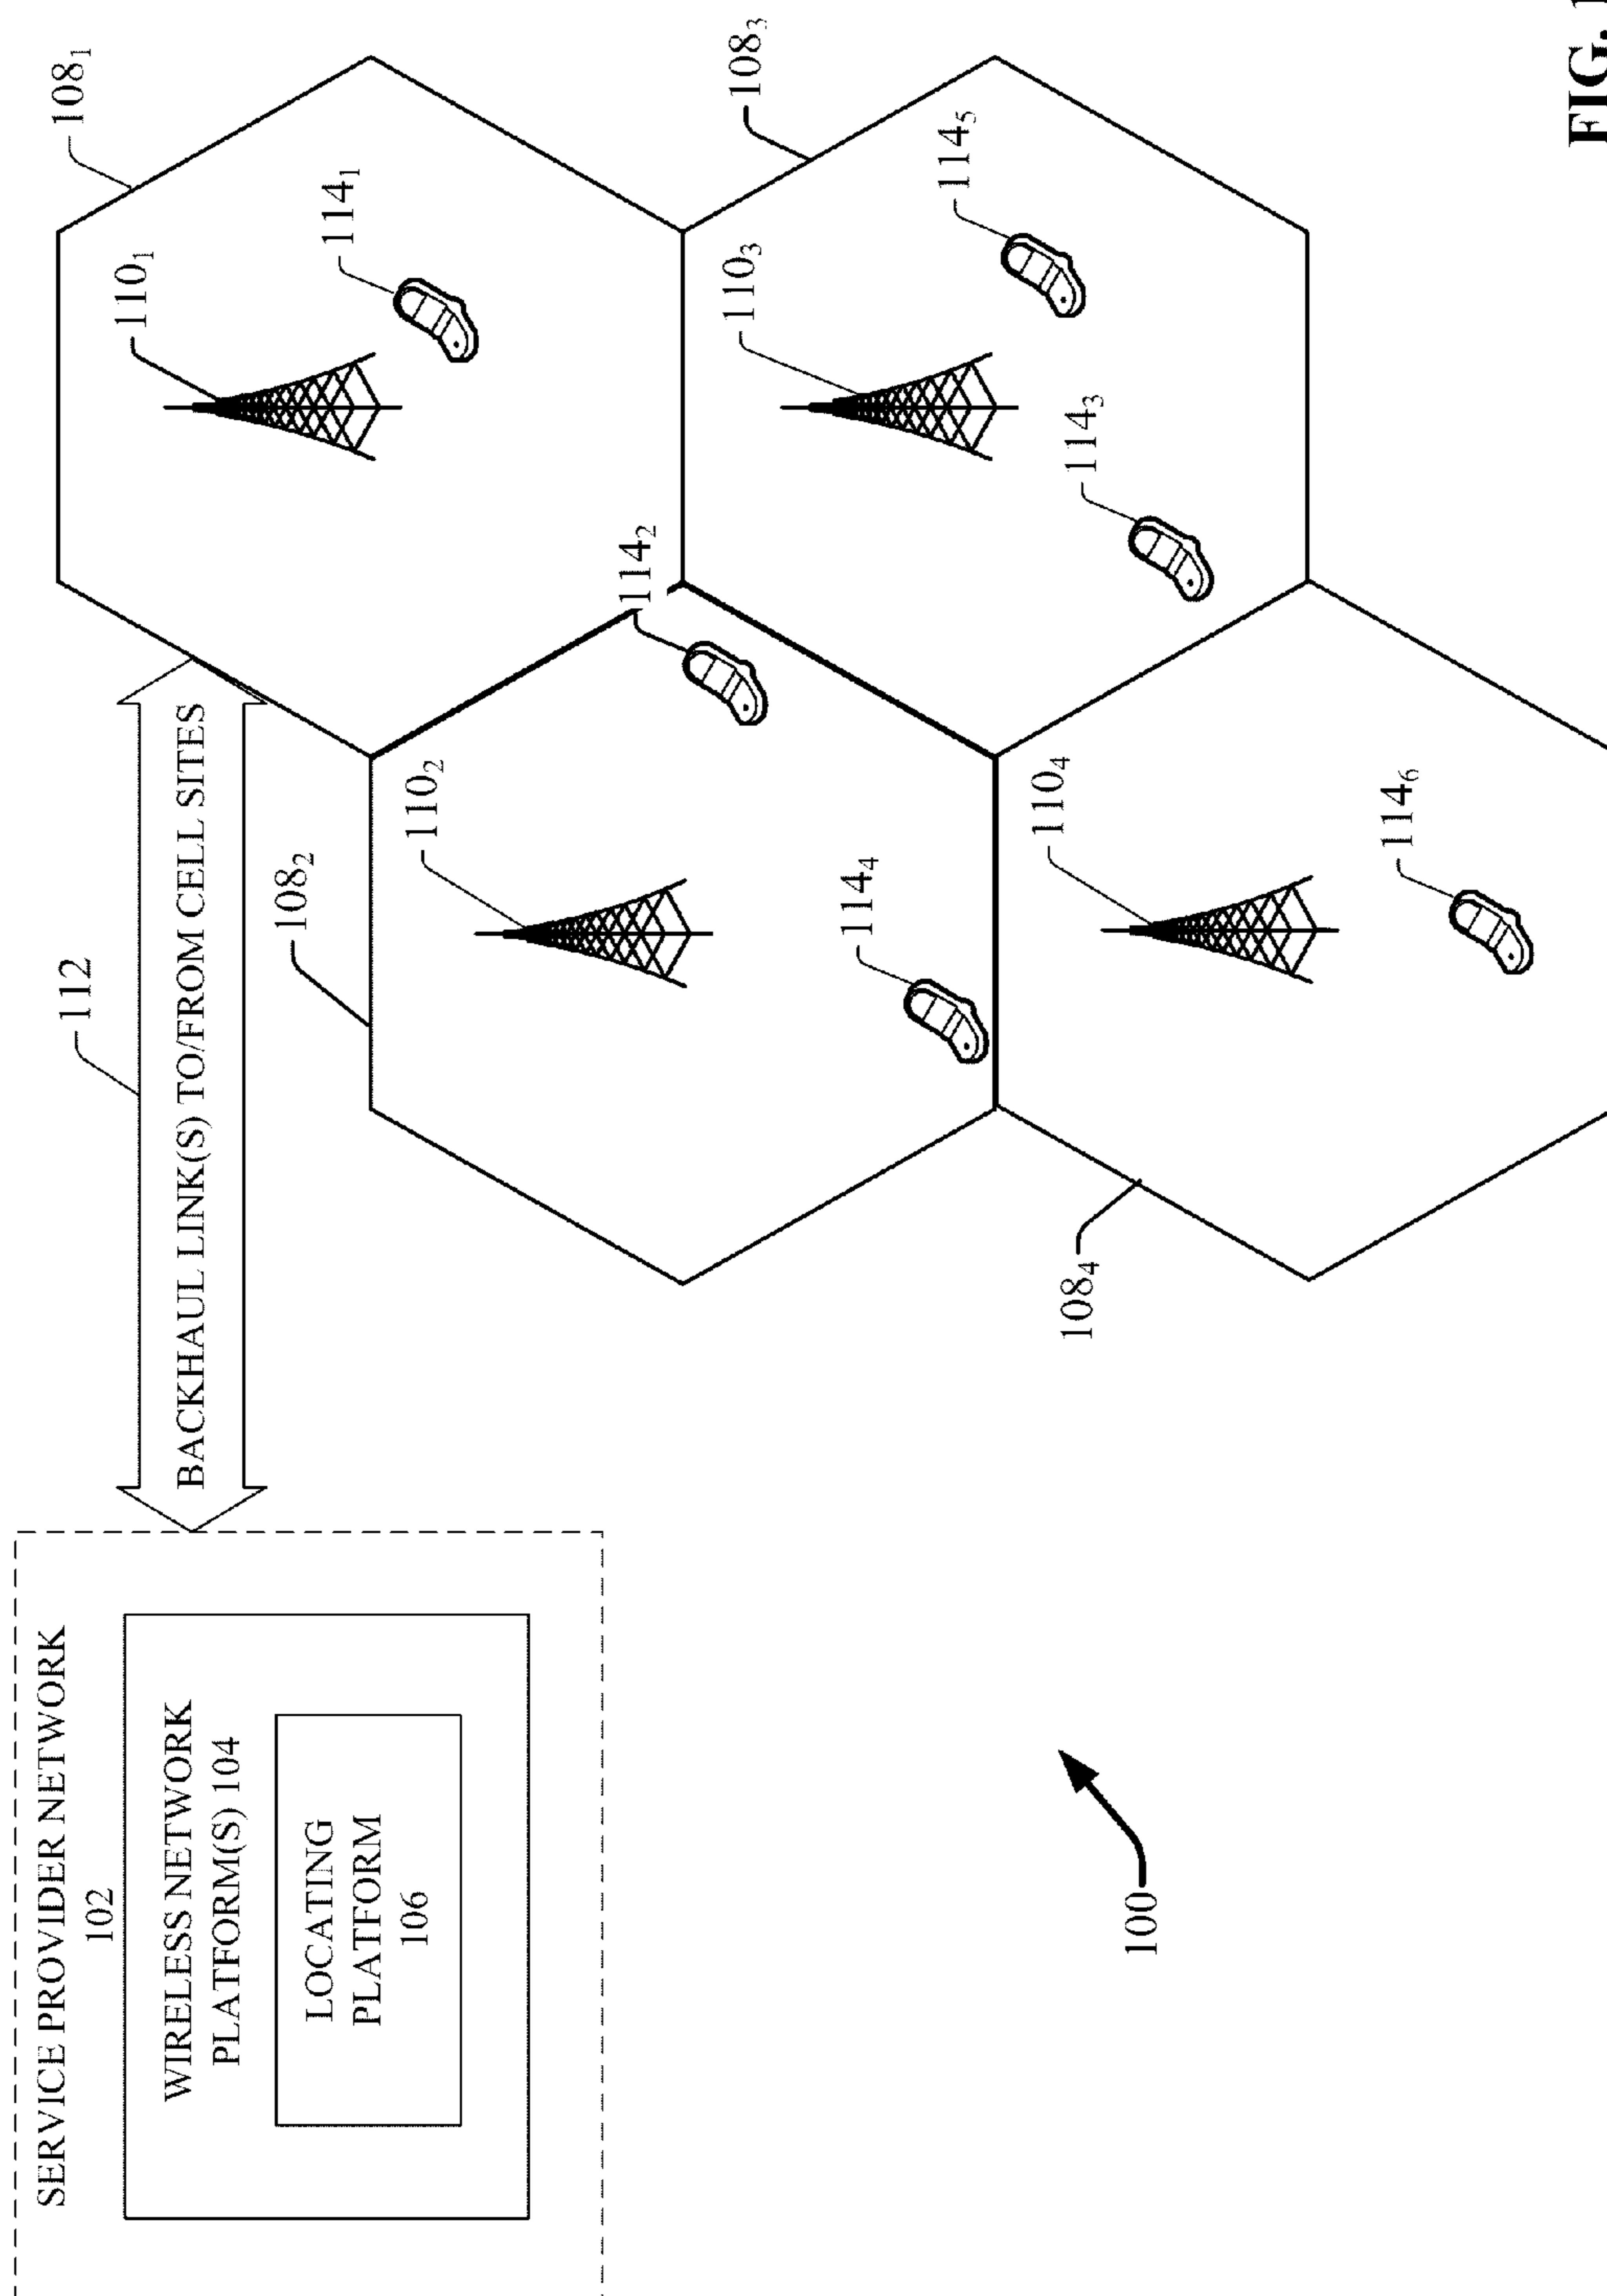 SERVICE PROVIDER NETWORK
102
WIRELESS NETWORK
PLATFORM(S) 104
LOCATING
PLATFORM
106
112
BACKHAUL LINK(S) TO/FROM CELL SITES
108₁
110₁
114₁
108₂
110₂
114₂
114₄
108₃
110₃
114₅
114₃
108₄
110₄
114₆
100
FIG. 1